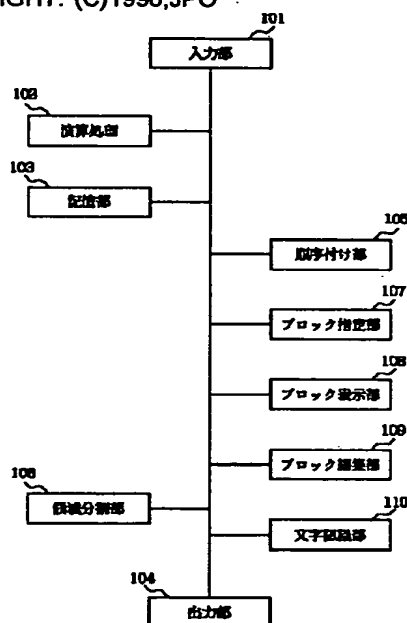 (C)1996,JPO
101
入力部
102
演算処理部
103
記憶部
105
順序付け部
107
ブロック指定部
108
ブロック表示部
109
ブロック編集部
106
領域分割部
110
文字認識部
104
出力部